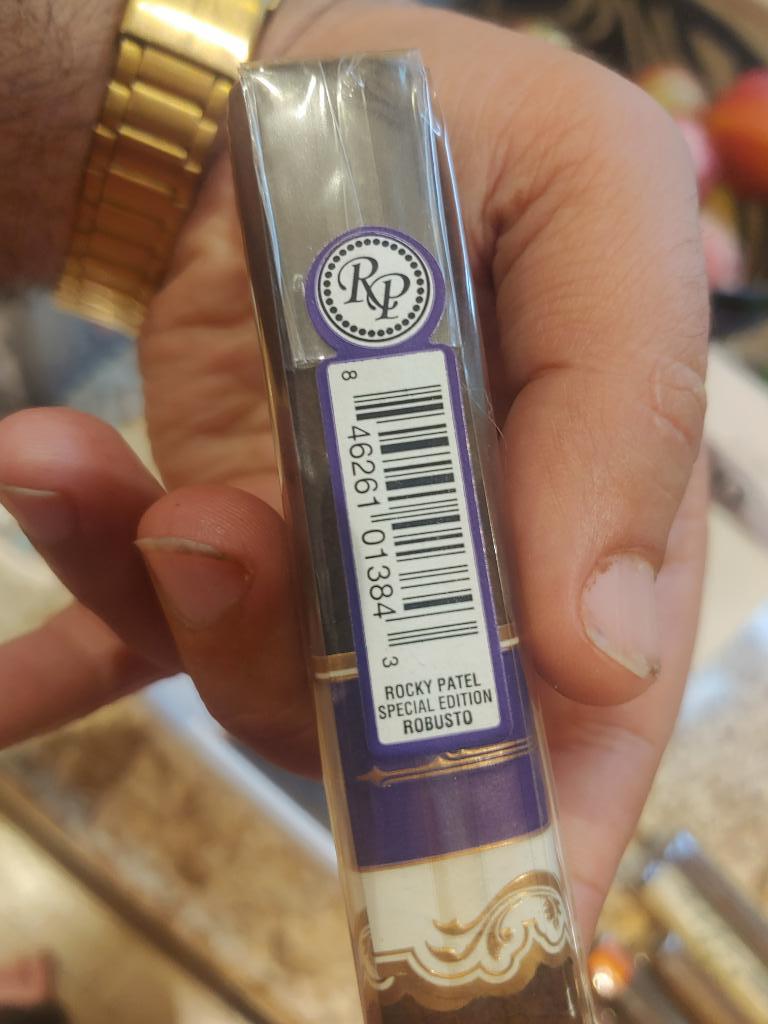 RP
8 46261 01384 3
ROCKY PATEL
SPECIAL EDITION
ROBUSTO